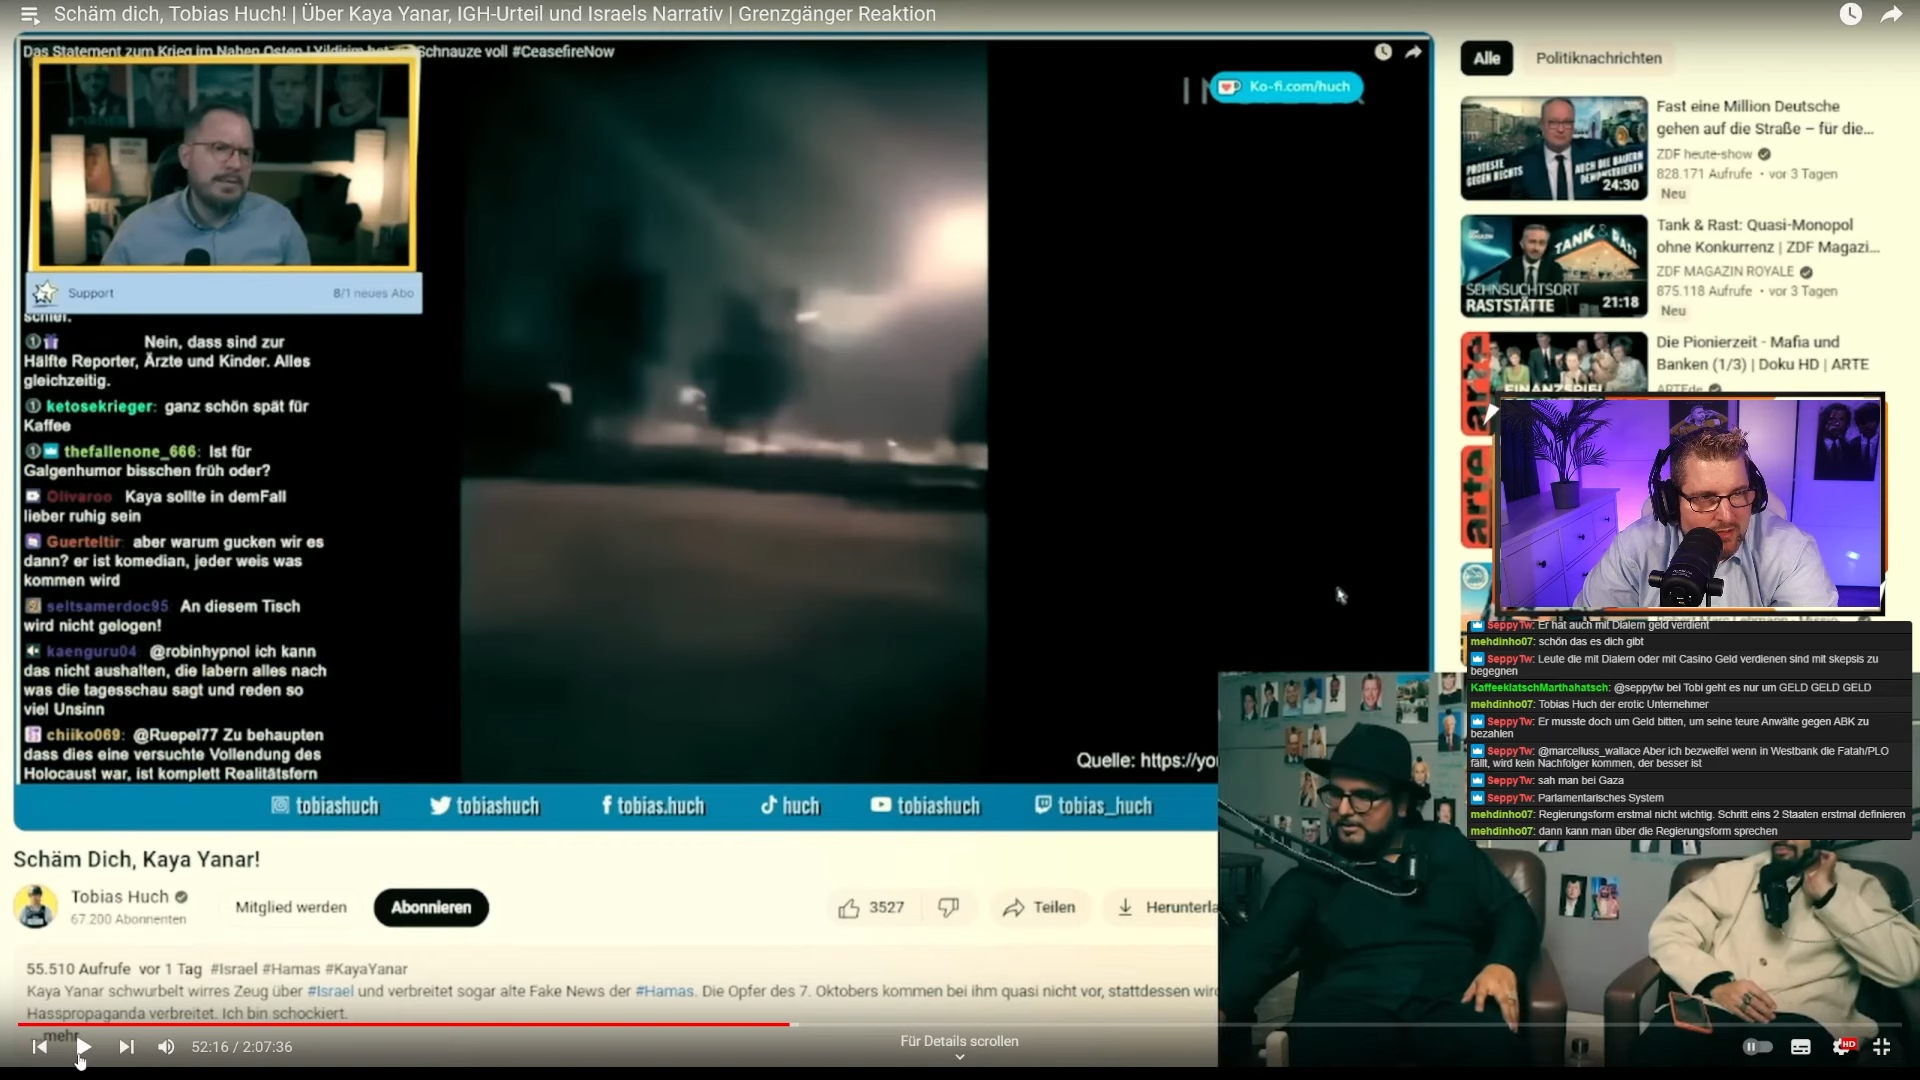 Schäm dich, Tobias Huch! | Über Kaya Yanar, IGH-Urteil und Israels Narrativ | Grenzgänger Reaktion
Das Statement zum Krieg im Nahen Osten | Yildirim
Schnauze voll #CeasefireNow
Ko-fi.com/huch
Support
8/1 neues Abo
Nein, dass sind zur
Hälfte Reporter, Ärzte und Kinder. Alles
gleichzeitig.
ketosekrieger: ganz schön spät für
Kaffee
thefallenone_666: Ist für
Galgenhumor bisschen früh oder?
Olivaroo Kaya sollte in demFall
lieber ruhig sein
Guerteltir: aber warum gucken wir es
dann? er ist komedian, jeder weis was
kommen wird
seltsamerdoc95 An diesem Tisch
wird nicht gelogen!
kaenguru04 @robinhypnol ich kann
das nicht aushalten, die labern alles nach
was die tagesschau sagt und reden so
viel Unsinn
chiiko069: @Ruepel77 Zu behaupten
dass dies eine versuchte Vollendung des
Holocaust war, ist komplett Realitätsfern
Quelle: https://yo
tobiashuch
tobiashuch
tobias.huch
huch
tobiashuch
tobias_huch
Schäm Dich, Kaya Yanar!
Tobias Huch
67.200 Abonnenten
Mitglied werden
Abonnieren
3527
Teilen
Herunterla
55.510 Aufrufe vor 1 Tag #Israel #Hamas #KayaYanar
Kaya Yanar schwurbelt wirres Zeug über #Israel und verbreitet sogar alte Fake News der #Hamas. Die Opfer des 7. Oktobers kommen bei ihm quasi nicht vor, stattdessen wird
Hasspropaganda verbreitet. Ich bin schockiert.
...mehr
52:16 / 2:07:36
Für Details scrollen
HD
Alle
Politiknachrichten
PROTESTE
GEGEN RECHTS
AUCH DIE BAUERN
DEMONSTRIEREN
24:30
Fast eine Million Deutsche
gehen auf die Straße – für die...
ZDF heute-show
828.171 Aufrufe • vor 3 Tagen
Neu
TANK & RAST
SEHNSUCHTSORT
RASTSTÄTTE
21:18
Tank & Rast: Quasi-Monopol
ohne Konkurrenz | ZDF Magazi...
ZDF MAGAZIN ROYALE
875.118 Aufrufe • vor 3 Tagen
Neu
arte
FINANZSPIEL
Die Pionierzeit - Mafia und
Banken (1/3) | Doku HD | ARTE
ARTEde
arte
SeppyTw: Er hat auch mit Dialern geld verdient
mehdinho07: schön das es dich gibt
SeppyTw: Leute die mit Dialern oder mit Casino Geld verdienen sind mit skepsis zu
begegnen
KaffeeklatschMarthahatsch: @seppytw bei Tobi geht es nur um GELD GELD GELD
mehdinho07: Tobias Huch der erotic Unternehmer
SeppyTw: Er musste doch um Geld bitten, um seine teure Anwälte gegen ABK zu
bezahlen
SeppyTw: @marcelluss_wallace Aber ich bezweifel wenn in Westbank die Fatah/PLO
fällt, wird kein Nachfolger kommen, der besser ist
SeppyTw: sah man bei Gaza
SeppyTw: Parlamentarisches System
mehdinho07: Regierungsform erstmal nicht wichtig. Schritt eins 2 Staaten erstmal definieren
mehdinho07: dann kann man über die Regierungsform sprechen